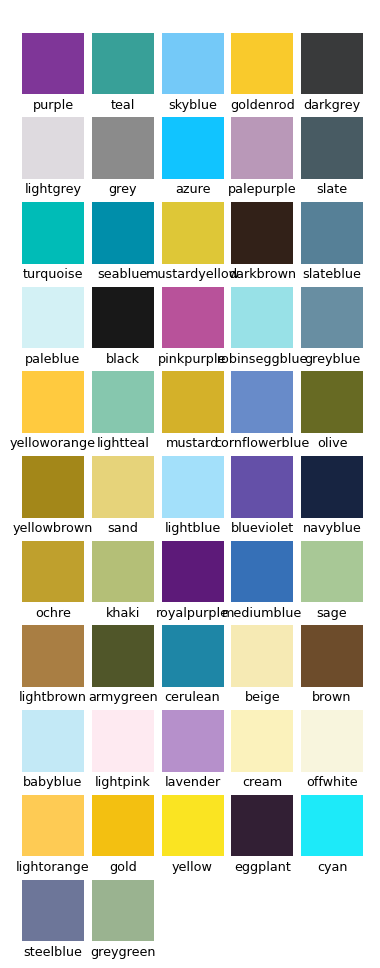 purple teal skyblue goldenrod darkgrey
lightgrey grey azure palepurple slate
turquoise seablue mustardyellow darkbrown slateblue
paleblue black pinkpurple robinseggblue greyblue
yelloworange lightteal mustard cornflowerblue olive
yellowbrown sand lightblue blueviolet navyblue
ochre khaki royalpurple mediumblue sage
lightbrown armygreen cerulean beige brown
babyblue lightpink lavender cream offwhite
lightorange gold yellow eggplant cyan
steelblue greygreen